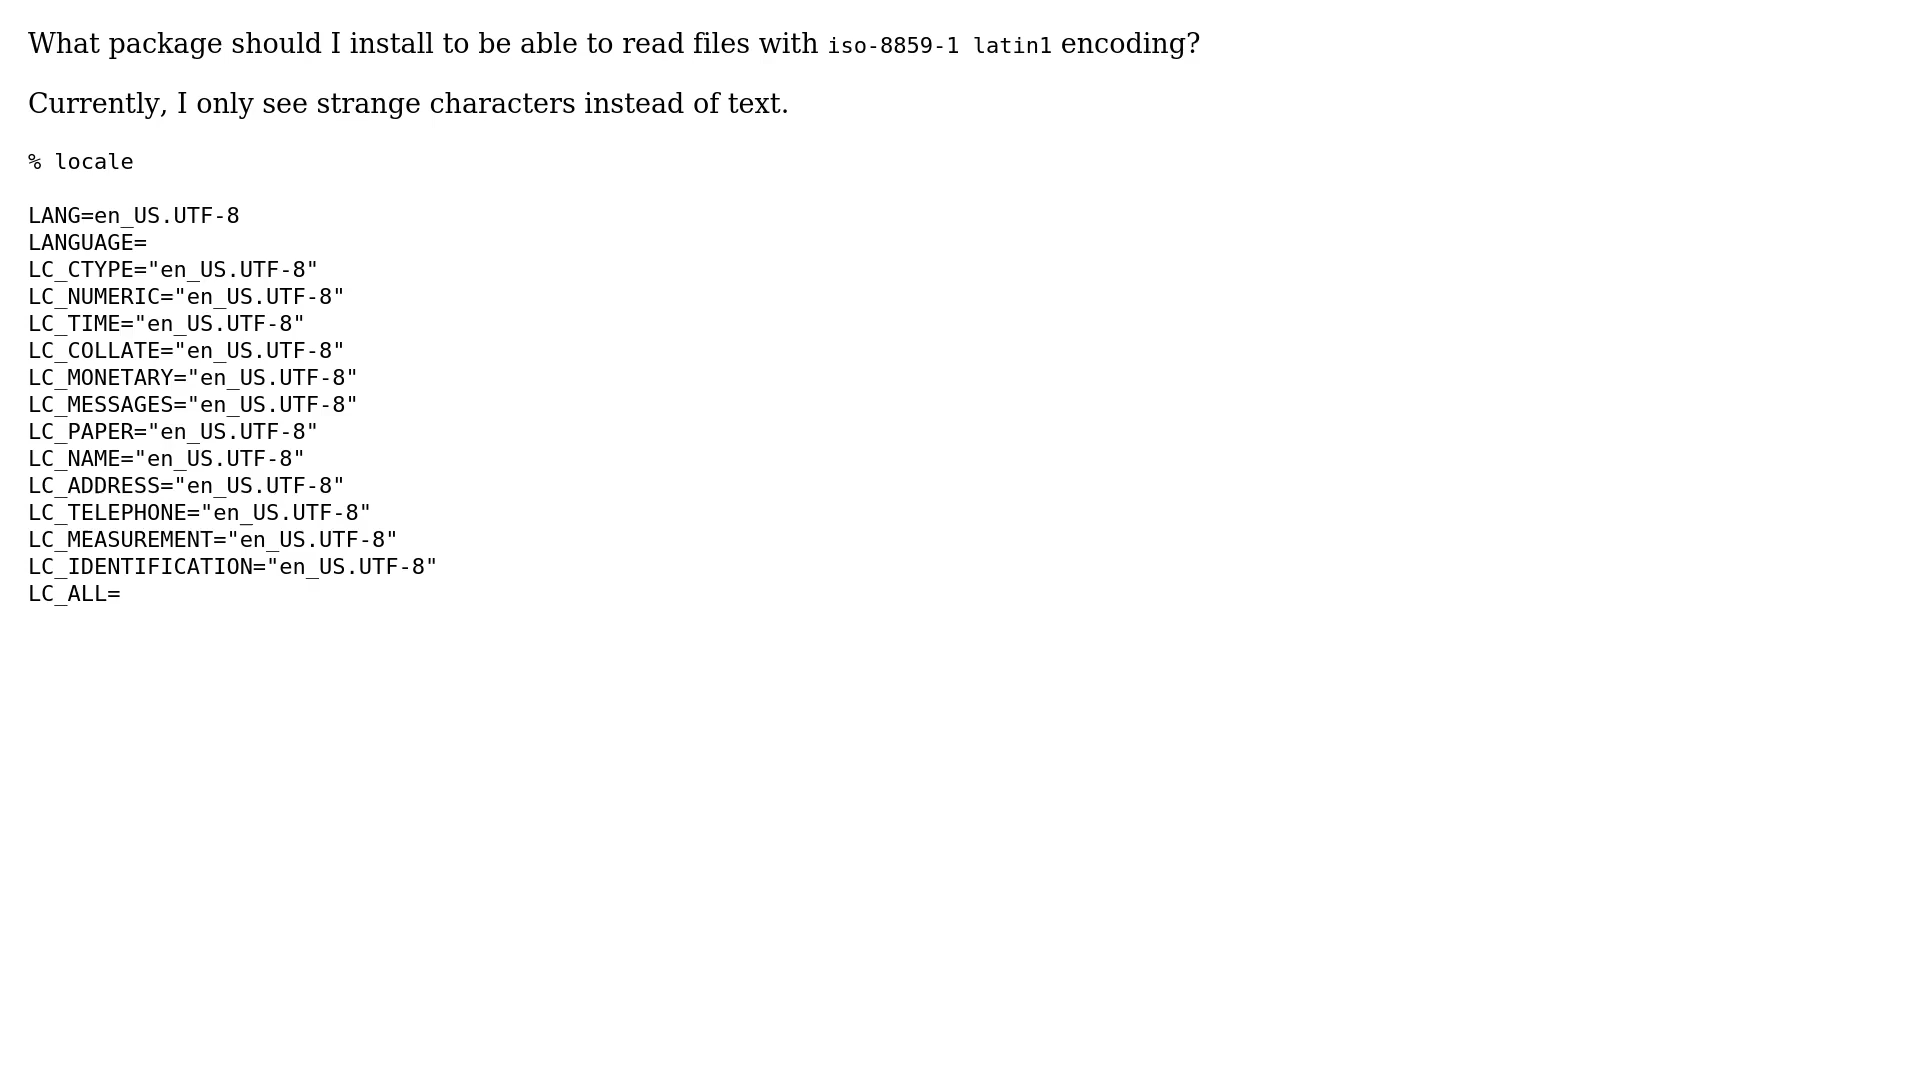 What package should I install to be able to read files with iso-8859-1 latin1 encoding?
Currently, I only see strange characters instead of text.
% locale
LANG=en_US.UTF-8
LANGUAGE=
LC_CTYPE="en_US.UTF-8"
LC_NUMERIC="en_US.UTF-8"
LC_TIME="en_US.UTF-8"
LC_COLLATE="en_US.UTF-8"
LC_MONETARY="en_US.UTF-8"
LC_MESSAGES="en_US.UTF-8"
LC_PAPER="en_US.UTF-8"
LC_NAME="en_US.UTF-8"
LC_ADDRESS="en_US.UTF-8"
LC_TELEPHONE="en_US.UTF-8"
LC_MEASUREMENT="en_US.UTF-8"
LC_IDENTIFICATION="en_US.UTF-8"
LC_ALL=